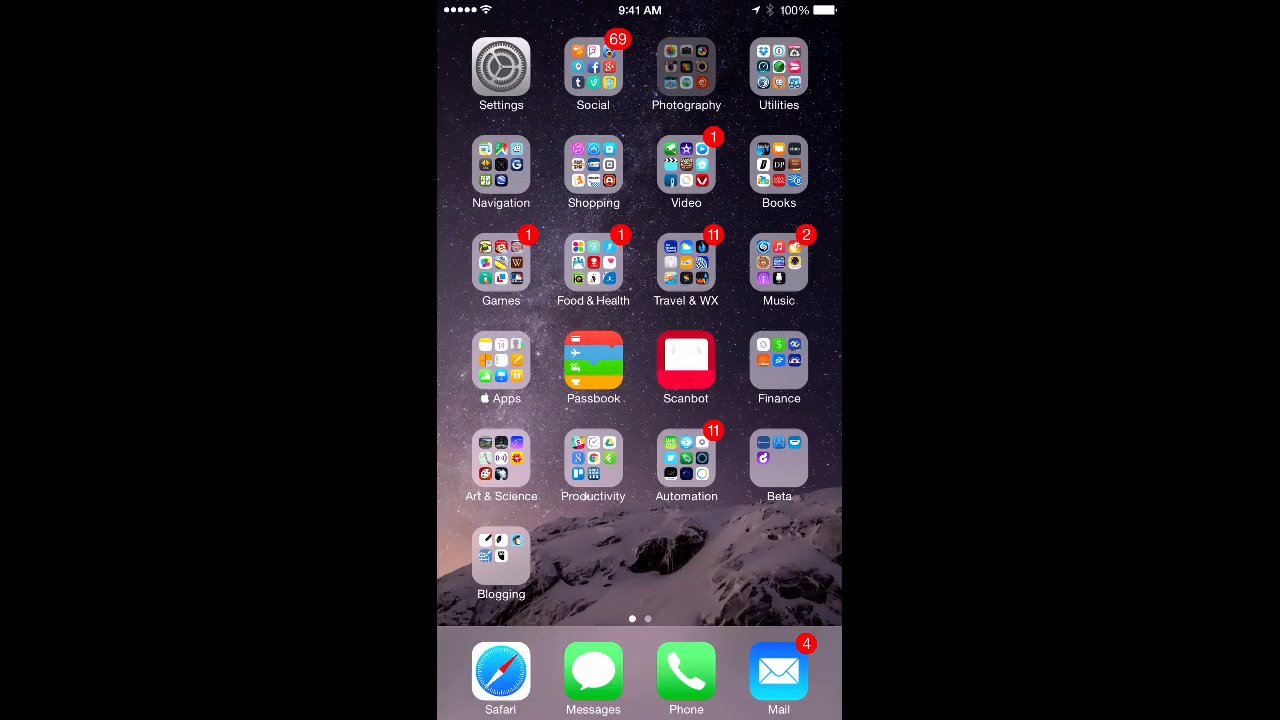 9:41 AM
100%
69
Settings
Social
Photography
Utilities
1
Navigation
Shopping
Video
Books
1
1
11
2
Games
Food & Health
Travel & WX
Music
14
Apps
Passbook
Scanbot
Finance
11
Art & Science
Productivity
Automation
Beta
Blogging
4
Safari
Messages
Phone
Mail